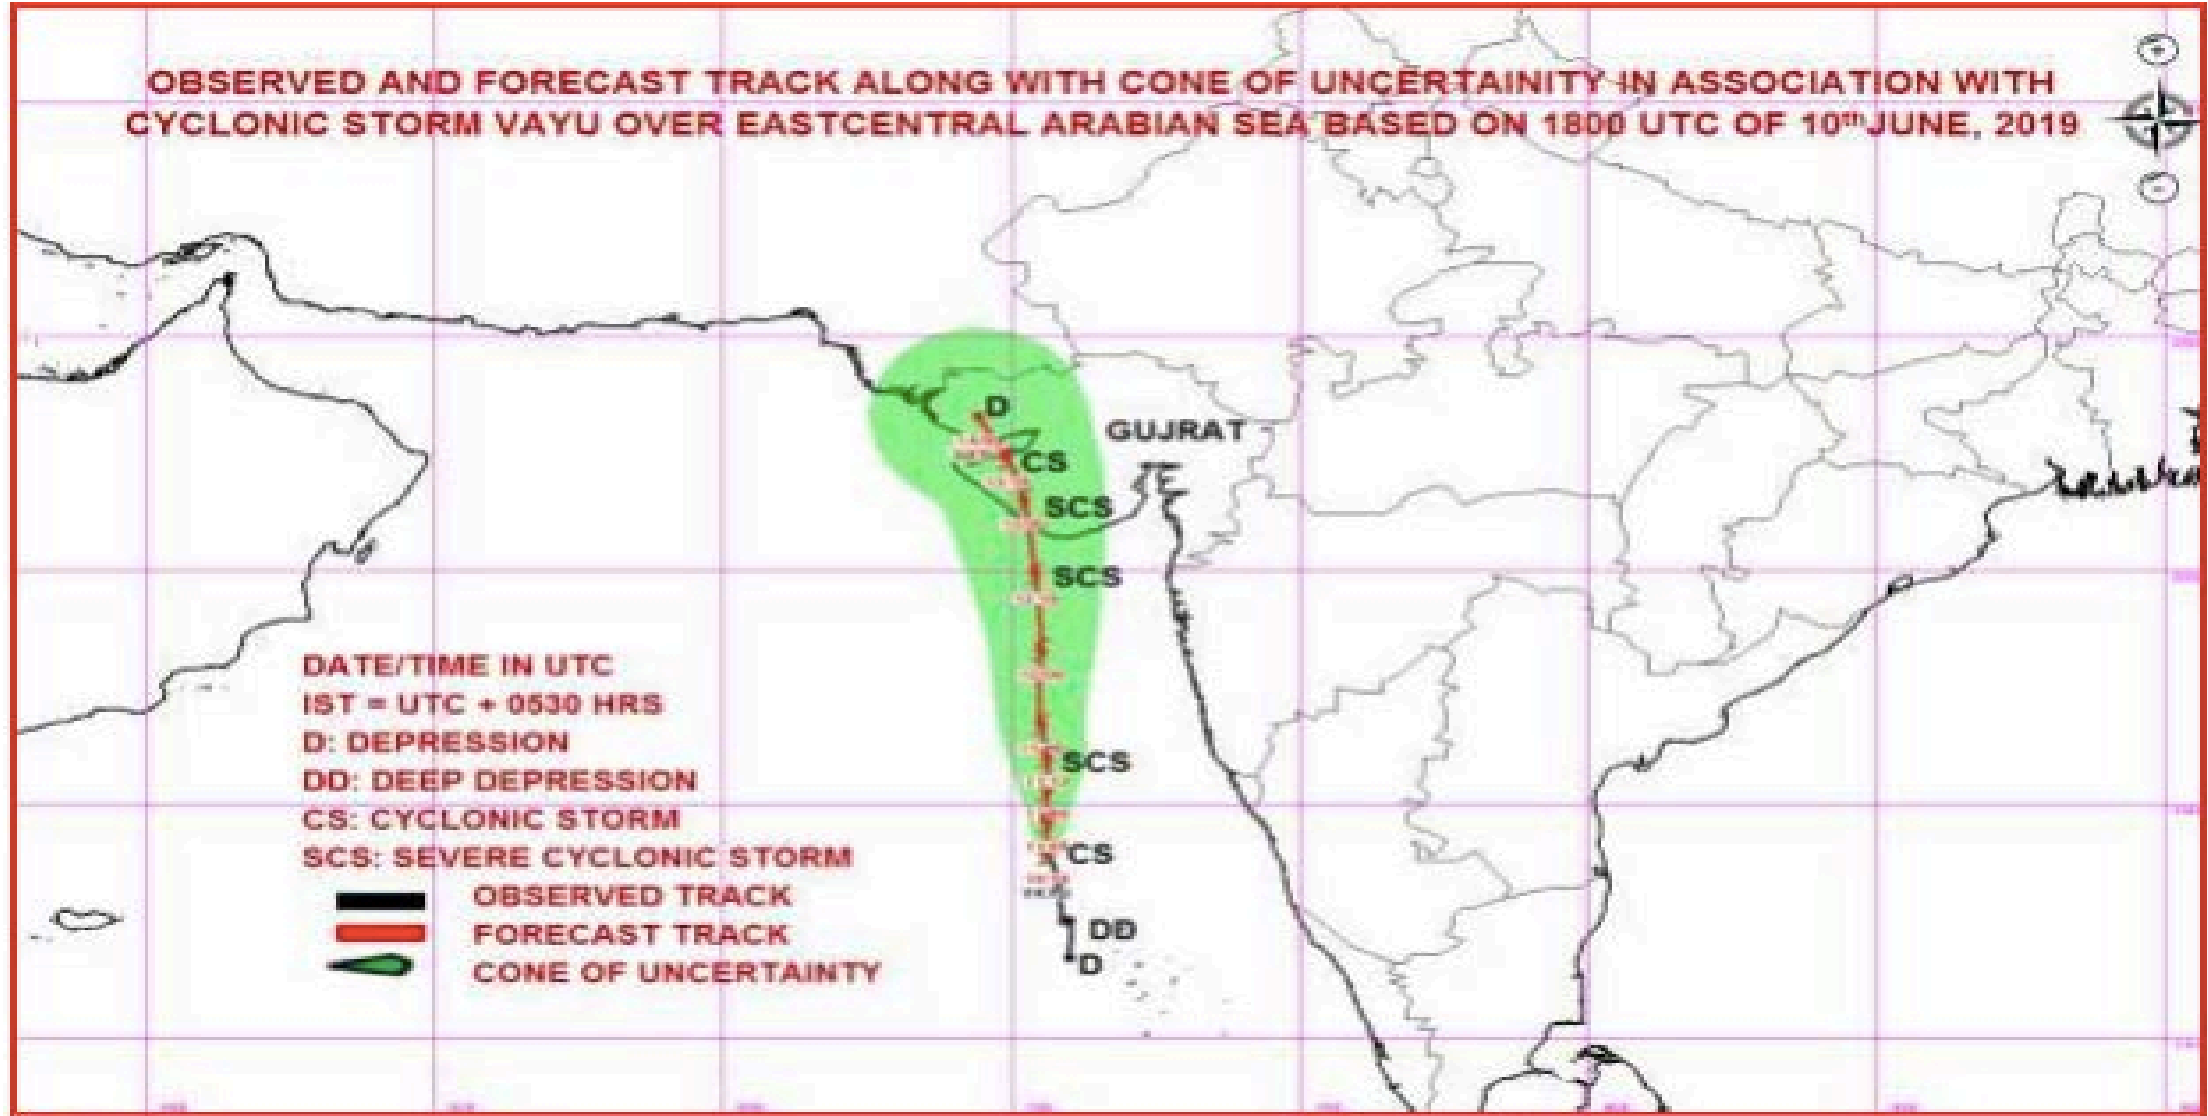 OBSERVED AND FORECAST TRACK ALONG WITH CONE OF UNCERTAINITY IN ASSOCIATION WITH
CYCLONIC STORM VAYU OVER EASTCENTRAL ARABIAN SEA BASED ON 1800 UTC OF 10th JUNE, 2019
+
-
D
GUJRAT
CS
SCS
SCS
SCS
CS
DD
D
DATE/TIME IN UTC
IST = UTC + 0530 HRS
D: DEPRESSION
DD: DEEP DEPRESSION
CS: CYCLONIC STORM
SCS: SEVERE CYCLONIC STORM
OBSERVED TRACK
FORECAST TRACK
CONE OF UNCERTAINTY